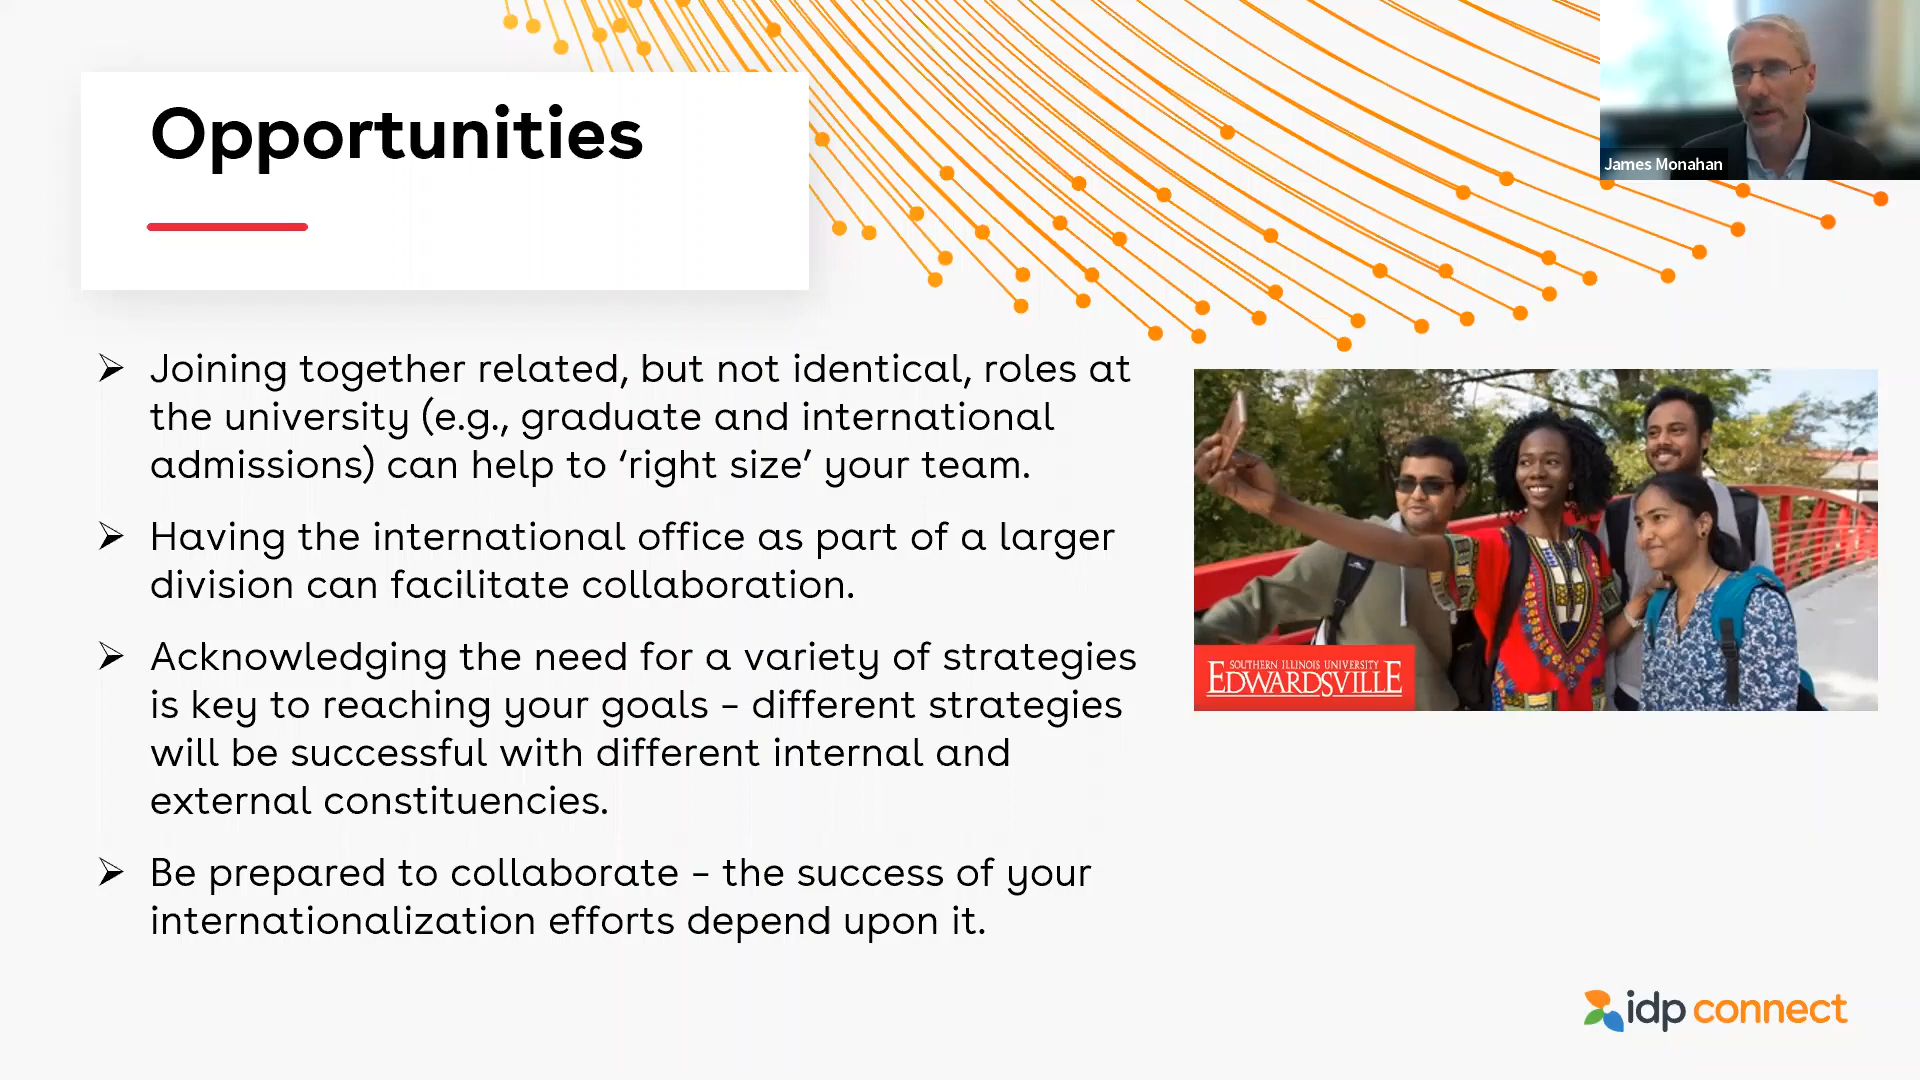 Opportunities
James Monahan
➢ Joining together related, but not identical, roles at
the university (e.g., graduate and international
admissions) can help to ‘right size’ your team.
➢ Having the international office as part of a larger
division can facilitate collaboration.
➢ Acknowledging the need for a variety of strategies
is key to reaching your goals – different strategies
will be successful with different internal and
external constituencies.
➢ Be prepared to collaborate – the success of your
internationalization efforts depend upon it.
SOUTHERN ILLINOIS UNIVERSITY
EDWARDSVILLE
idp connect